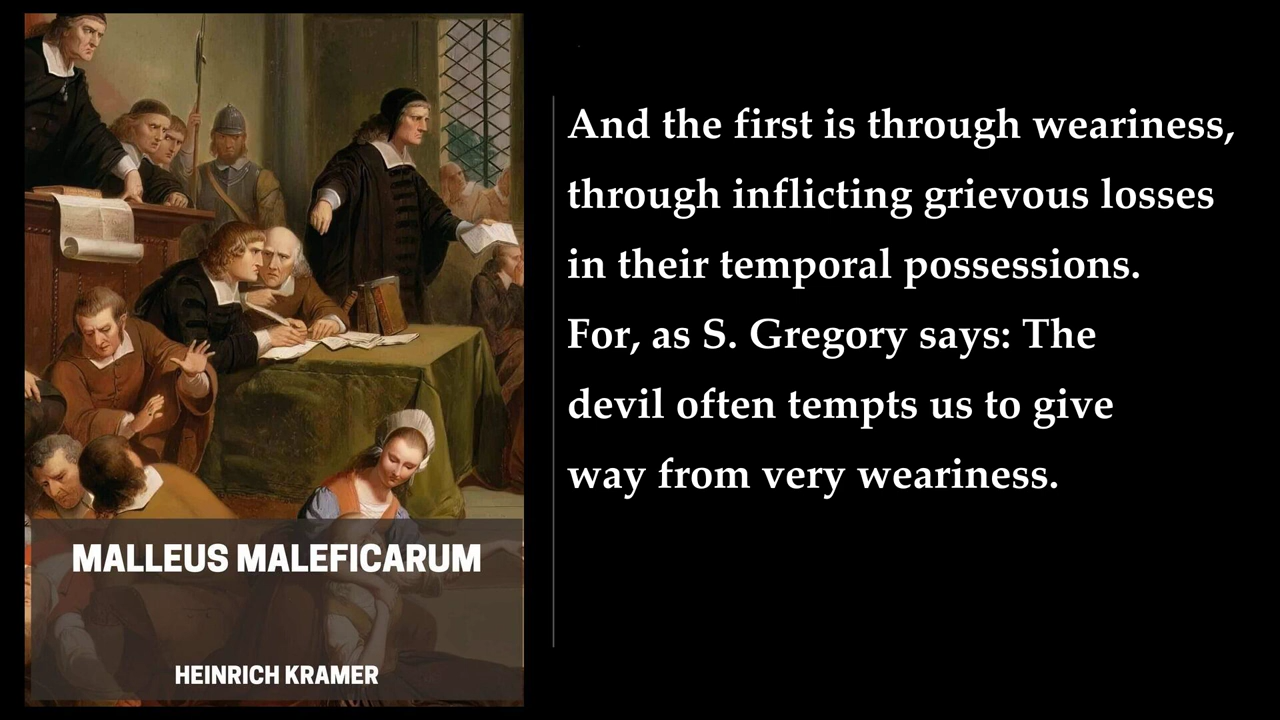 MALLEUS MALEFICARUM
HEINRICH KRAMER
And the first is through weariness,
through inflicting grievous losses
in their temporal possessions.
For, as S. Gregory says: The
devil often tempts us to give
way from very weariness.